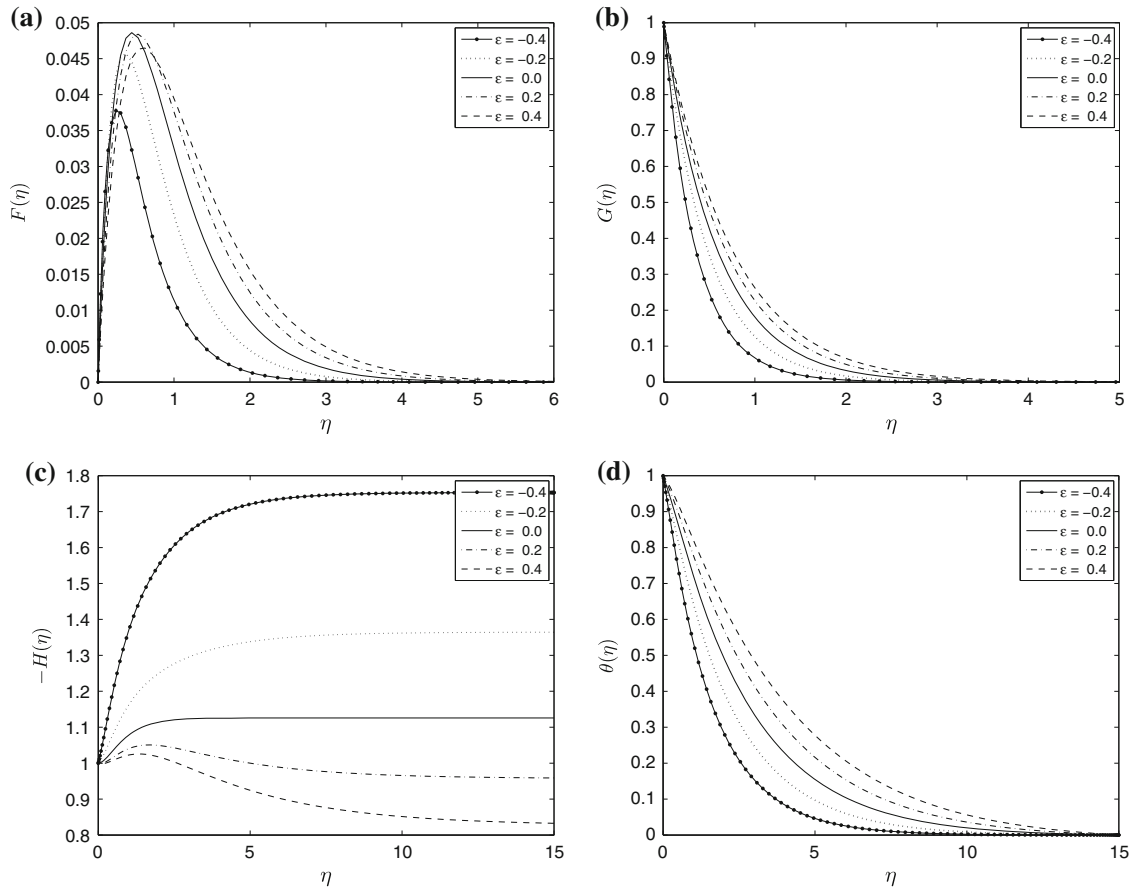 (a)
0.05
0.045
0.04
0.035
0.03
0.025
0.02
0.015
0.01
0.005
0
F(η)
0 1 2 3 4 5 6
η
ε = −0.4
ε = −0.2
ε = 0.0
ε = 0.2
ε = 0.4
(b)
1
0.9
0.8
0.7
0.6
0.5
0.4
0.3
0.2
0.1
0
G(η)
0 1 2 3 4 5
η
ε = −0.4
ε = −0.2
ε = 0.0
ε = 0.2
ε = 0.4
(c)
1.8
1.7
1.6
1.5
1.4
1.3
1.2
1.1
1
0.9
0.8
−H(η)
0 5 10 15
η
ε = −0.4
ε = −0.2
ε = 0.0
ε = 0.2
ε = 0.4
(d)
1
0.9
0.8
0.7
0.6
0.5
0.4
0.3
0.2
0.1
0
θ(η)
0 5 10 15
η
ε = −0.4
ε = −0.2
ε = 0.0
ε = 0.2
ε = 0.4